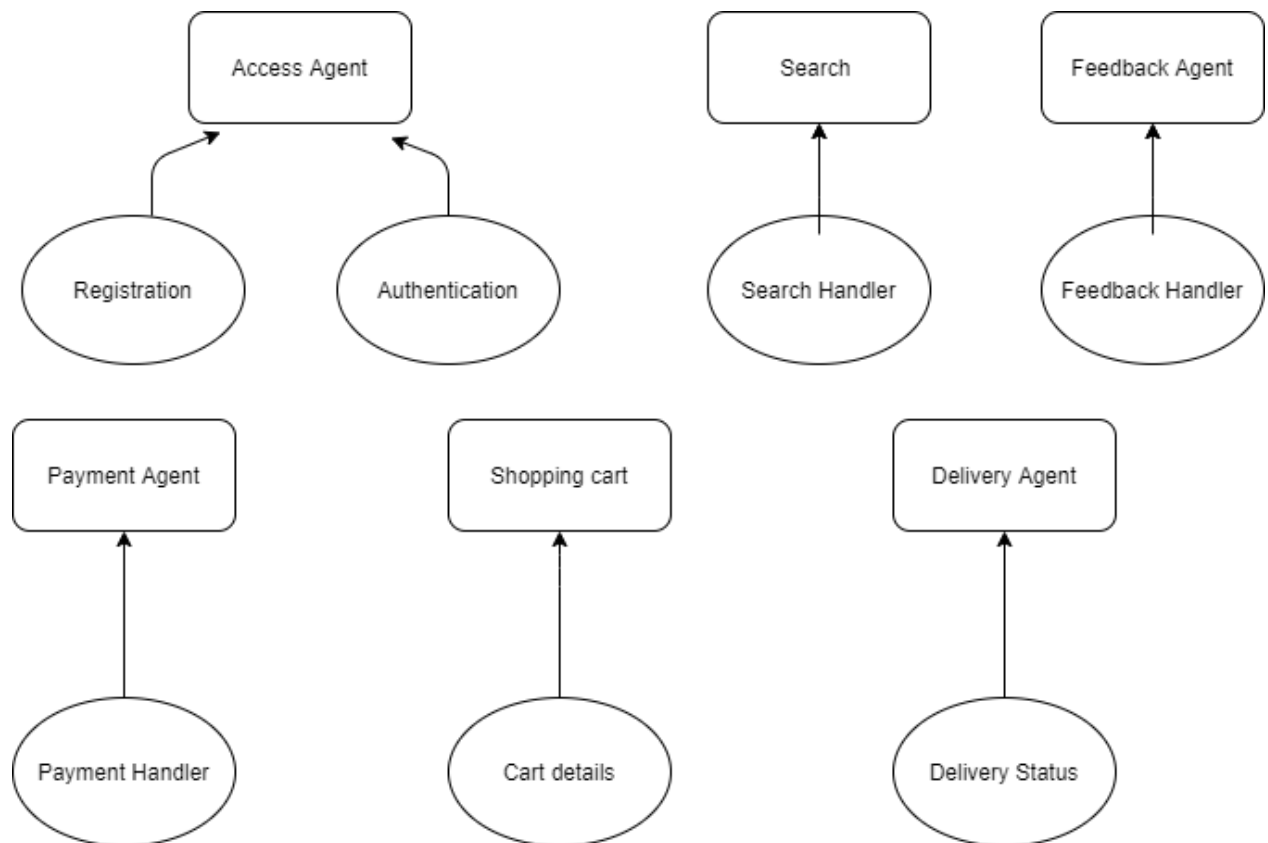 Access Agent
Search
Feedback Agent
Registration
Authentication
Search Handler
Feedback Handler
Payment Agent
Shopping cart
Delivery Agent
Payment Handler
Cart details
Delivery Status